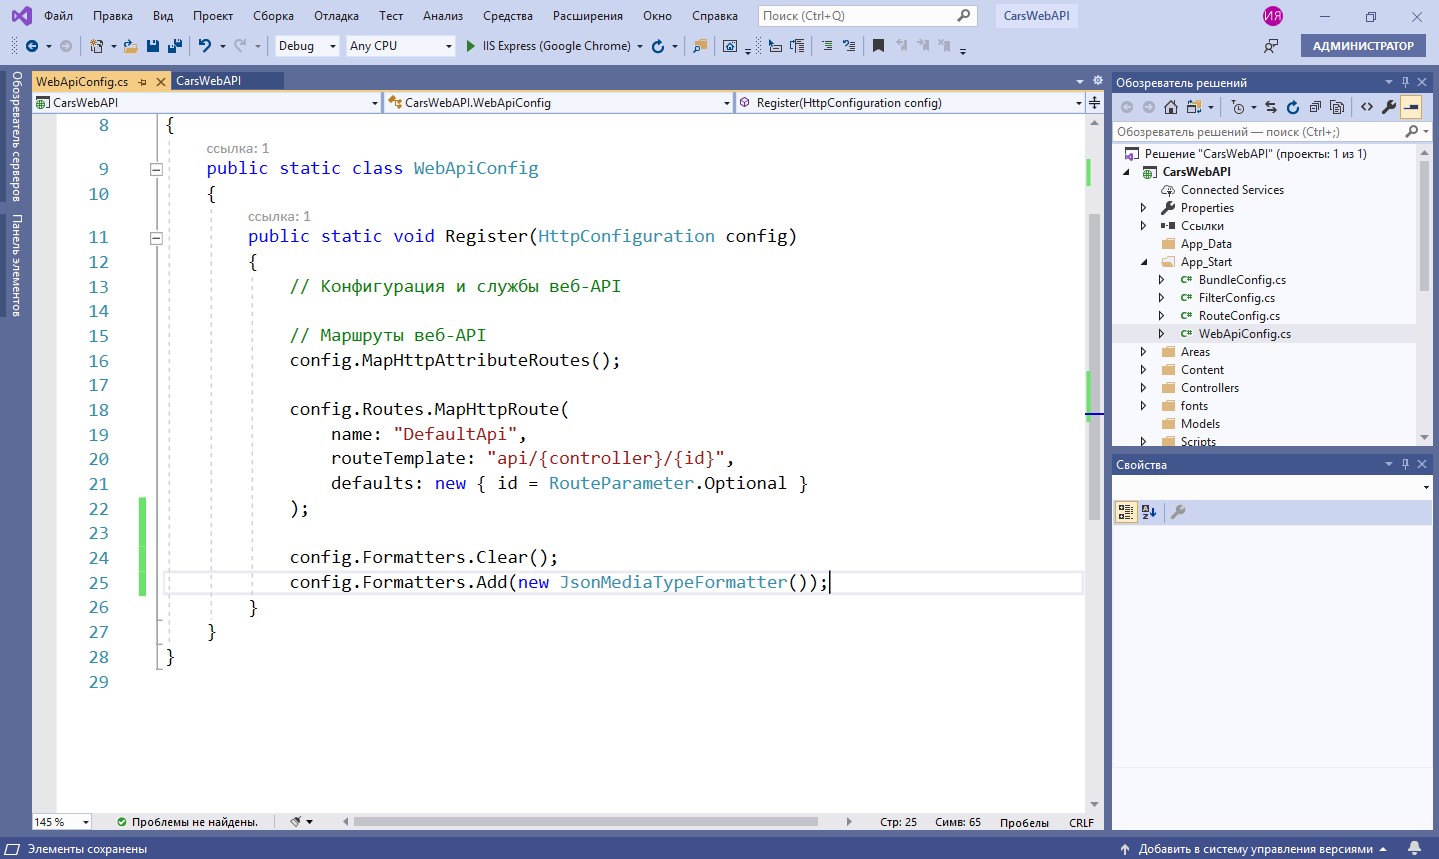 Файл Правка Вид Проект Сборка Отладка Тест Анализ Средства Расширения Окно Справка Поиск (Ctrl+Q) CarsWebAPI ИЯ
Debug Any CPU IIS Express (Google Chrome) АДМИНИСТРАТОР
Обозреватель серверов
Панель элементов
WebApiConfig.cs CarsWebAPI
CarsWebAPI CarsWebAPI.WebApiConfig Register(HttpConfiguration config)
8 {
ссылка: 1
9 public static class WebApiConfig
10 {
ссылка: 1
11 public static void Register(HttpConfiguration config)
12 {
13 // Конфигурация и службы веб-API
14
15 // Маршруты веб-API
16 config.MapHttpAttributeRoutes();
17
18 config.Routes.MapHttpRoute(
19 name: "DefaultApi",
20 routeTemplate: "api/{controller}/{id}",
21 defaults: new { id = RouteParameter.Optional }
22 );
23
24 config.Formatters.Clear();
25 config.Formatters.Add(new JsonMediaTypeFormatter());
26 }
27 }
28 }
29
145 % Проблемы не найдены. Стр: 25 Симв: 65 Пробелы CRLF
Обозреватель решений
Обозреватель решений — поиск (Ctrl+;)
Решение "CarsWebAPI" (проекты: 1 из 1)
CarsWebAPI
Connected Services
Properties
Ссылки
App_Data
App_Start
C# BundleConfig.cs
C# FilterConfig.cs
C# RouteConfig.cs
C# WebApiConfig.cs
Areas
Content
Controllers
fonts
Models
Scripts
Свойства
Элементы сохранены Добавить в систему управления версиями